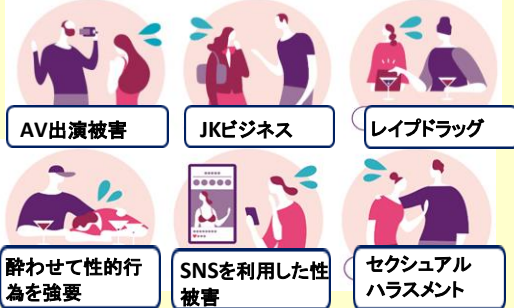 AV出演被害
JKビジネス
レイプドラッグ
酔わせて性的行
為を強要
SNSを利用した性
被害
セクシュアル
ハラスメント